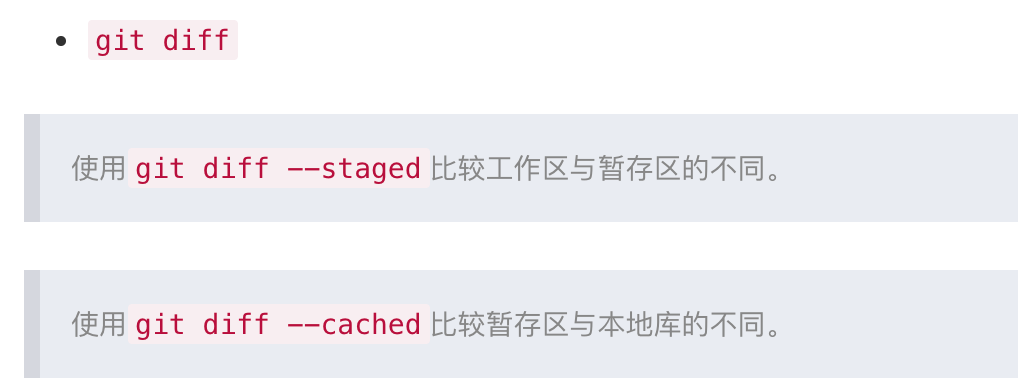 git diff
使用git diff --staged比较工作区与暂存区的不同。
使用git diff --cached比较暂存区与本地库的不同。